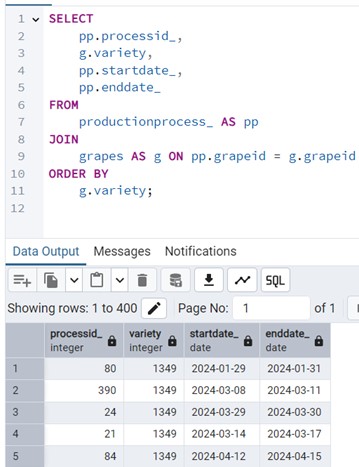 1 SELECT
2 pp.processid_,
3 g.variety,
4 pp.startdate_,
5 pp.enddate_
6 FROM
7 productionprocess_ AS pp
8 JOIN
9 grapes AS g ON pp.grapeid = g.grapeid
10 ORDER BY
11 g.variety;
12
Data Output Messages Notifications
SQL
Showing rows: 1 to 400 Page No: 1 of 1
processid_ variety startdate_ enddate_
integer integer date date
1 80 1349 2024-01-29 2024-01-31
2 390 1349 2024-03-08 2024-03-11
3 24 1349 2024-03-29 2024-03-30
4 21 1349 2024-03-14 2024-03-17
5 84 1349 2024-04-12 2024-04-15